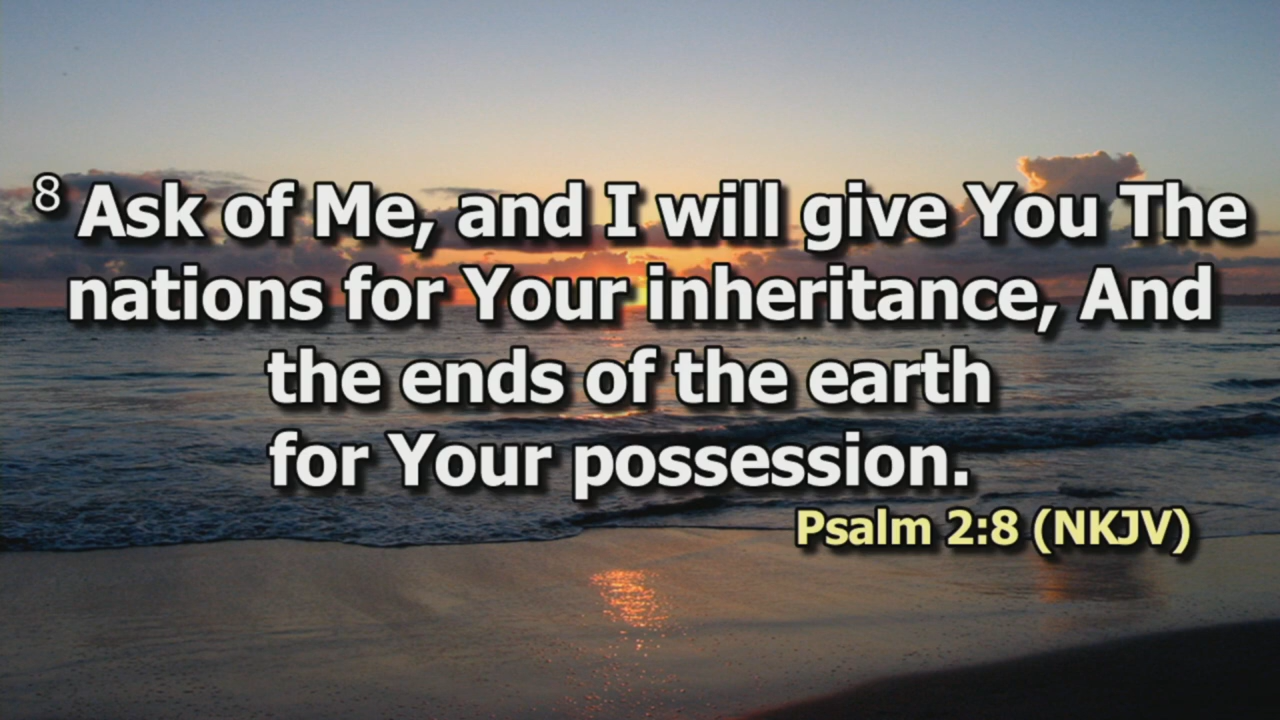 8 Ask of Me, and I will give You The
nations for Your inheritance, And
the ends of the earth
for Your possession.
Psalm 2:8 (NKJV)